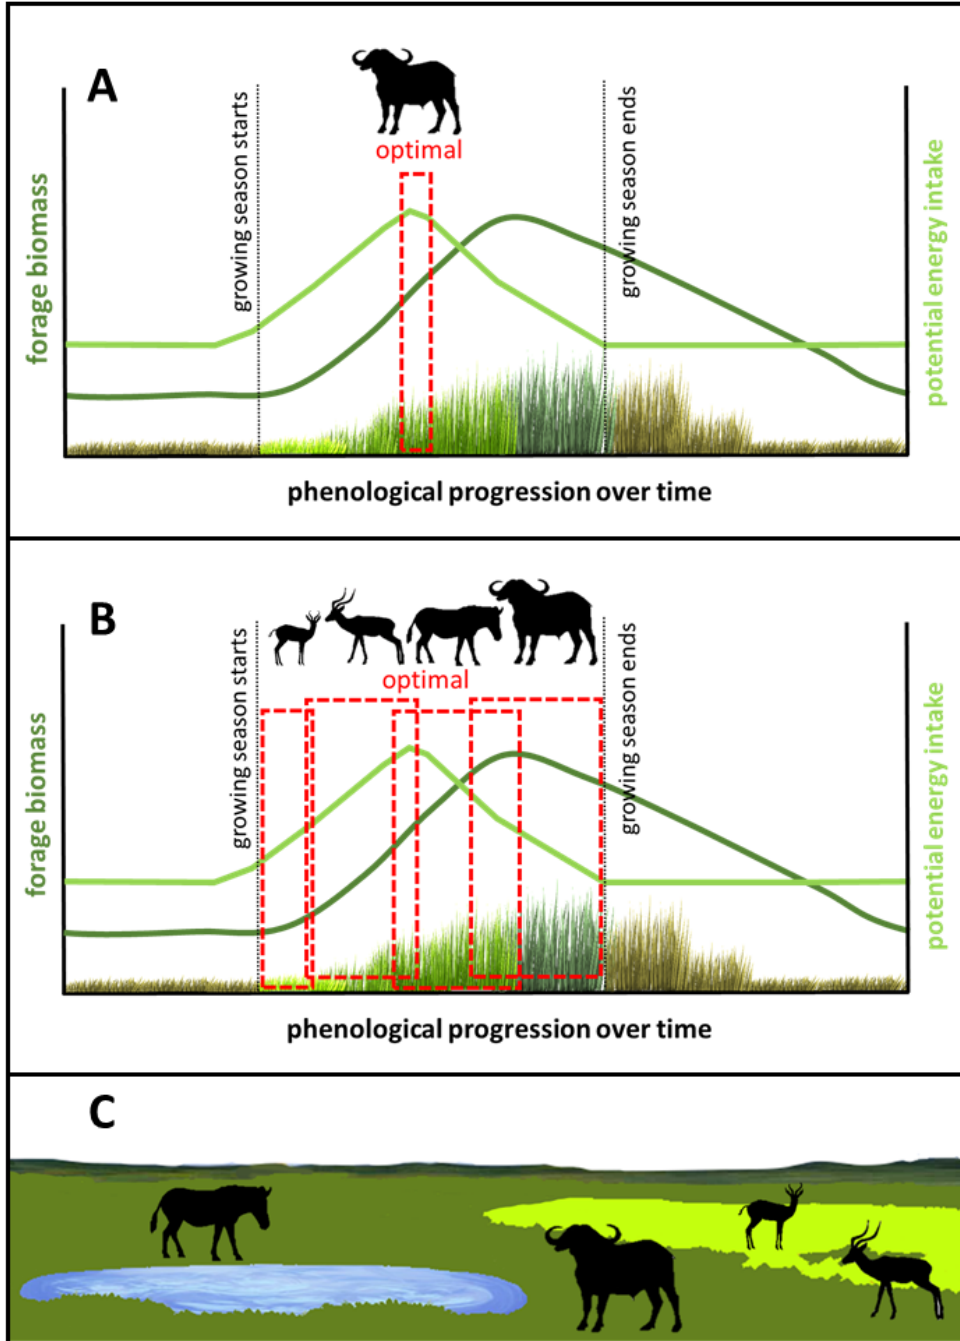 A
optimal
growing season starts
growing season ends
forage biomass
potential energy intake
phenological progression over time
B
optimal
growing season starts
growing season ends
forage biomass
potential energy intake
phenological progression over time
C